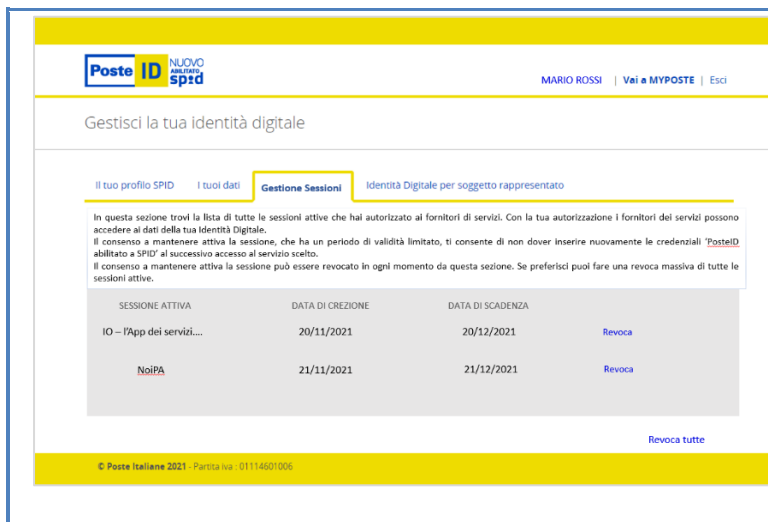 Poste ID NUOVO
ABILITATO
spid
MARIO ROSSI | Vai a MYPOSTE | Esci
Gestisci la tua identità digitale
Il tuo profilo SPID I tuoi dati Gestione Sessioni Identità Digitale per soggetto rappresentato
In questa sezione trovi la lista di tutte le sessioni attive che hai autorizzato ai fornitori di servizi. Con la tua autorizzazione i fornitori dei servizi possono
accedere ai dati della tua Identità Digitale.
Il consenso a mantenere attiva la sessione, che ha un periodo di validità limitato, ti consente di non dover inserire nuovamente le credenziali 'PosteID
abilitato a SPID' al successivo accesso al servizio scelto.
Il consenso a mantenere attiva la sessione può essere revocato in ogni momento da questa sezione. Se preferisci puoi fare una revoca massiva di tutte le
sessioni attive.
SESSIONE ATTIVA DATA DI CREZIONE DATA DI SCADENZA
IO – l'App dei servizi.... 20/11/2021 20/12/2021 Revoca
NoiPA 21/11/2021 21/12/2021 Revoca
Revoca tutte
© Poste Italiane 2021 - Partita iva : 01114601006